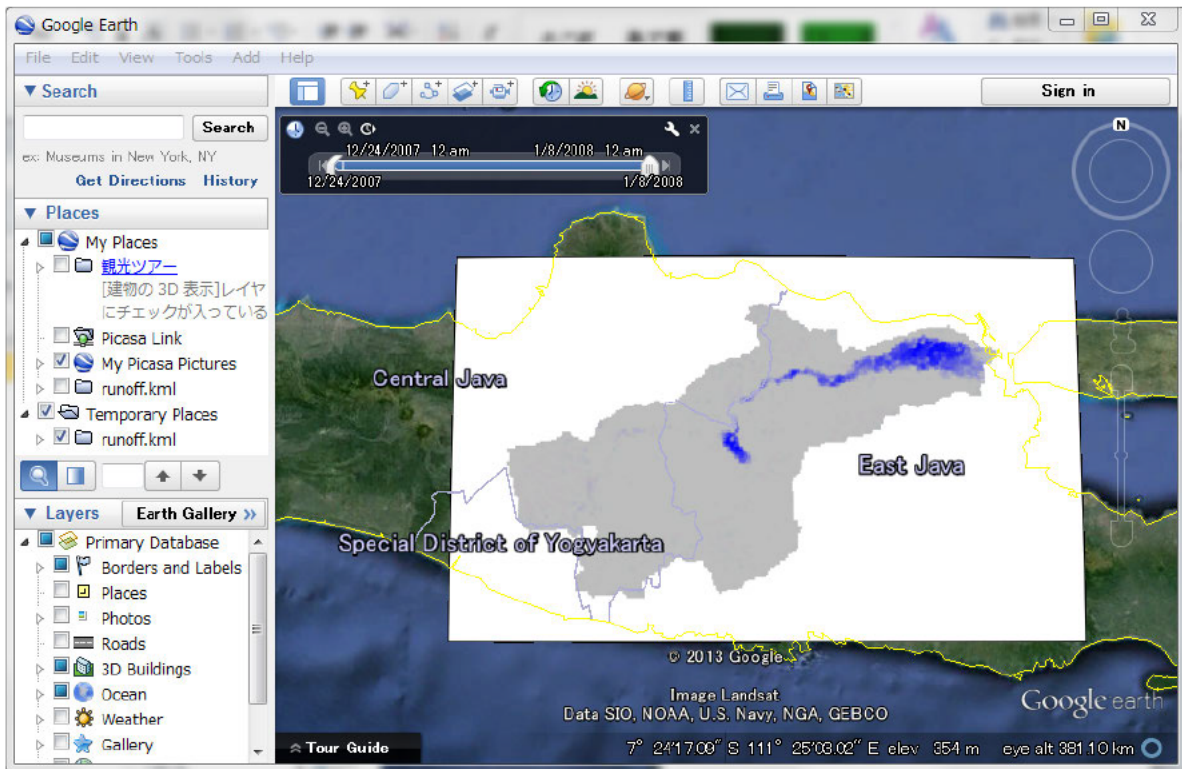 Google Earth
File Edit View Tools Add Help
Search
Search
ex: Museums in New York, NY
Get Directions History
Places
My Places
観光ツアー
[建物の 3D 表示]レイヤ
にチェックが入っている
Picasa Link
My Picasa Pictures
runoff.kml
Temporary Places
runoff.kml
Layers
Earth Gallery »
Primary Database
Borders and Labels
Places
Photos
Roads
3D Buildings
Ocean
Weather
Gallery
Sign in
12/24/2007 12 am 1/8/2008 12 am
12/24/2007 1/8/2008
N
Central Java
East Java
Special District of Yogyakarta
© 2013 Google
Image Landsat
Data SIO, NOAA, U.S. Navy, NGA, GEBCO
Google earth
Tour Guide
7° 24'17.09" S 111° 25'03.02" E elev 354 m eye alt 381.10 km